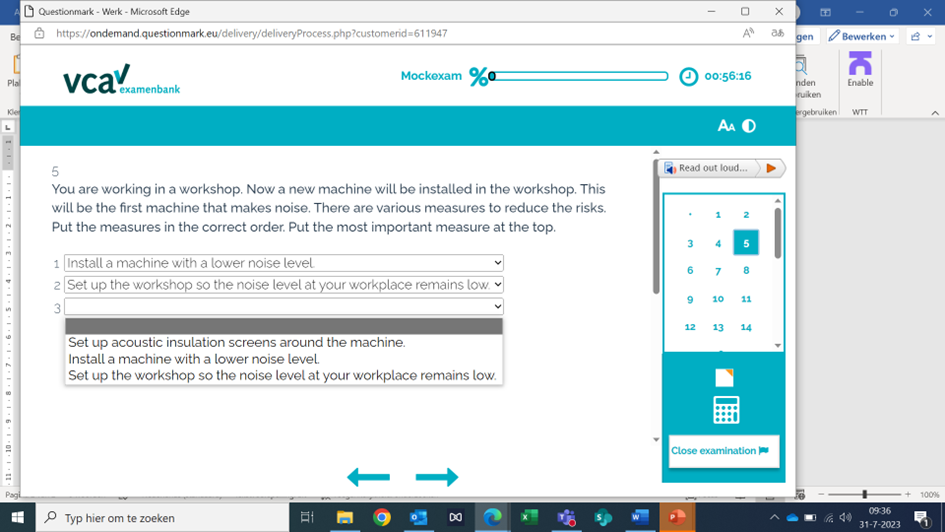 Questionmark - Werk - Microsoft Edge
https://ondemand.questionmark.eu/delivery/deliveryProcess.php?customerid=611947
vca examenbank
Mockexam % 0 00:56:16
AA
Read out loud...
5
You are working in a workshop. Now a new machine will be installed in the workshop. This
will be the first machine that makes noise. There are various measures to reduce the risks.
Put the measures in the correct order. Put the most important measure at the top.
1 Install a machine with a lower noise level.
2 Set up the workshop so the noise level at your workplace remains low.
3
Set up acoustic insulation screens around the machine.
Install a machine with a lower noise level.
Set up the workshop so the noise level at your workplace remains low.
1 2
3 4 5
6 7 8
9 10 11
12 13 14
Close examination
Bewerken
Enable
WTT
100%
Typ hier om te zoeken
09:36
31-7-2023
1